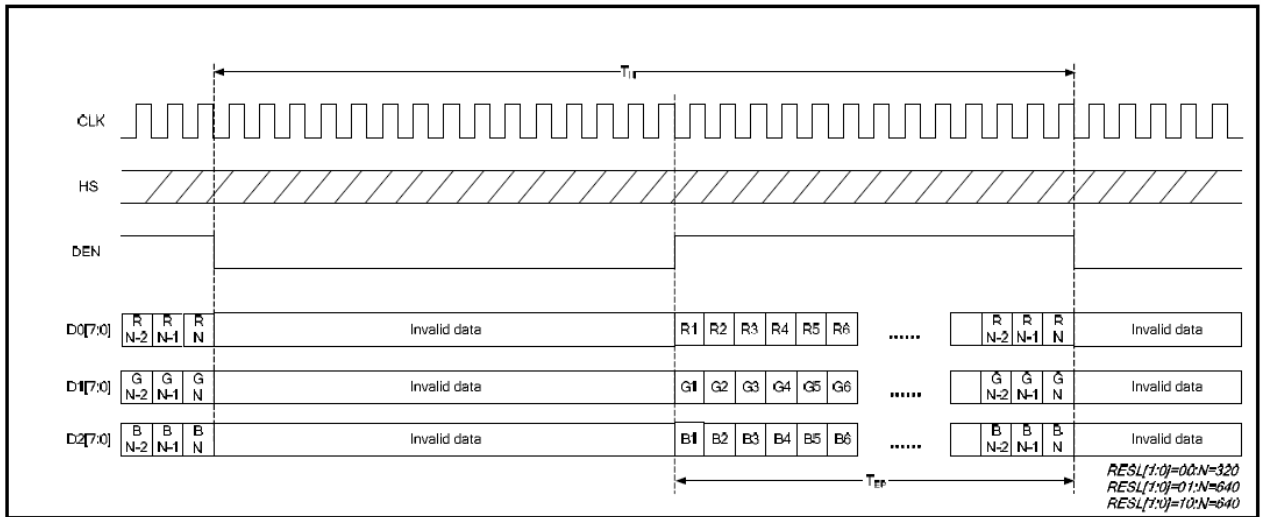 TH
CLK
HS
DEN
D0[7:0] R N-2 R N-1 R N Invalid data R1 R2 R3 R4 R5 R6 ...... R N-2 R N-1 R N Invalid data
D1[7:0] G N-2 G N-1 G N Invalid data G1 G2 G3 G4 G5 G6 ...... G N-2 G N-1 G N Invalid data
D2[7:0] B N-2 B N-1 B N Invalid data B1 B2 B3 B4 B5 B6 ...... B N-2 B N-1 B N Invalid data
TEP
RESL[1:0]=00:N=320
RESL[1:0]=01:N=640
RESL[1:0]=10:N=640